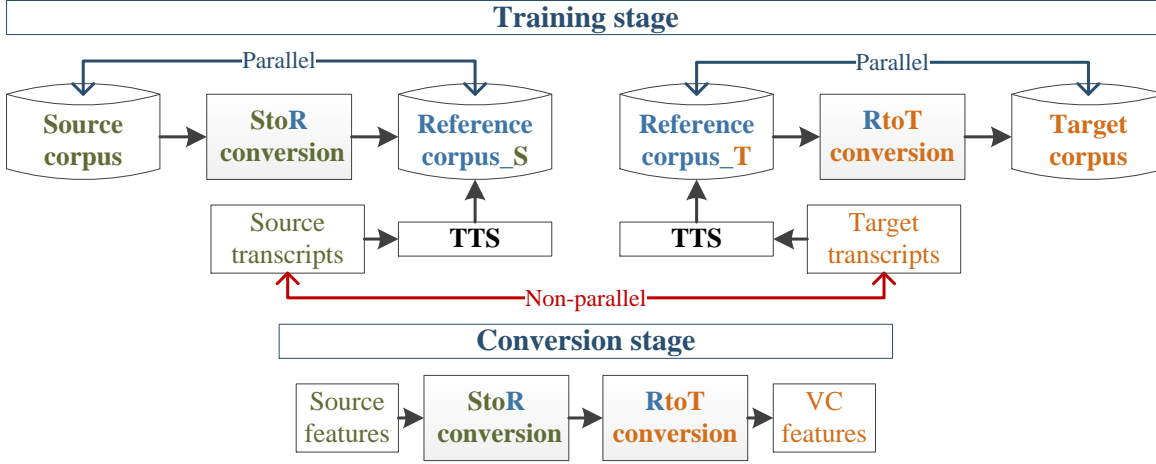 Training stage
Parallel
Parallel
Source
corpus
StoR
conversion
Reference
corpus_S
Reference
corpus_T
RtoT
conversion
Target
corpus
Source
transcripts
TTS
TTS
Target
transcripts
Non-parallel
Conversion stage
Source
features
StoR
conversion
RtoT
conversion
VC
features